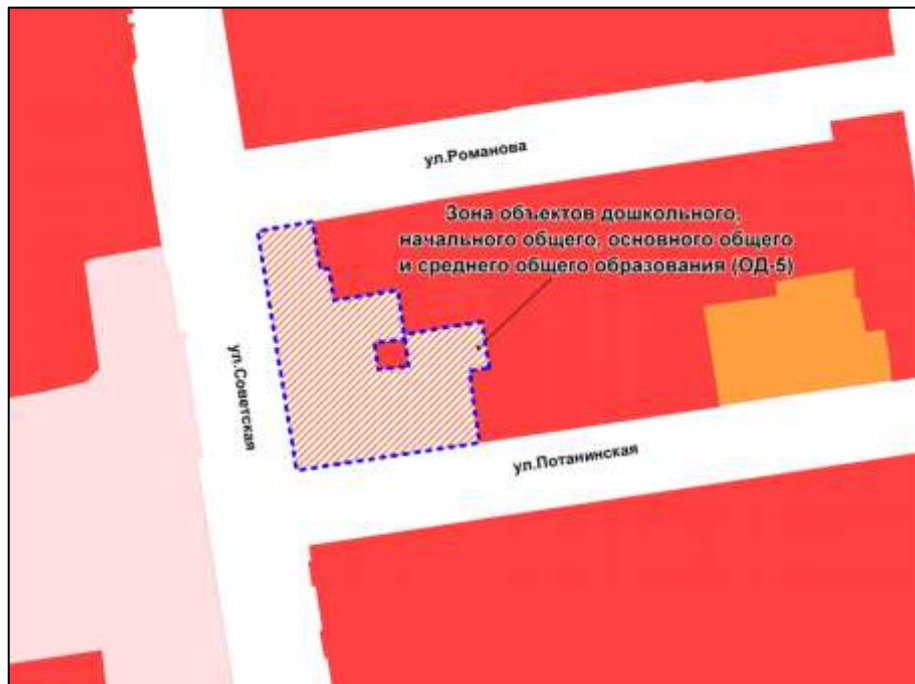 ул.Романова
Зона объектов дошкольного,
начального общего, основного общего
и среднего общего образования (ОД-5)
ул.Советская
ул.Потанинская